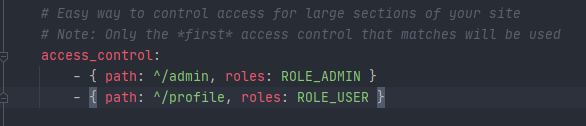 # Easy way to control access for large sections of your site
# Note: Only the *first* access control that matches will be used
access_control:
- { path: ^/admin, roles: ROLE_ADMIN }
- { path: ^/profile, roles: ROLE_USER }